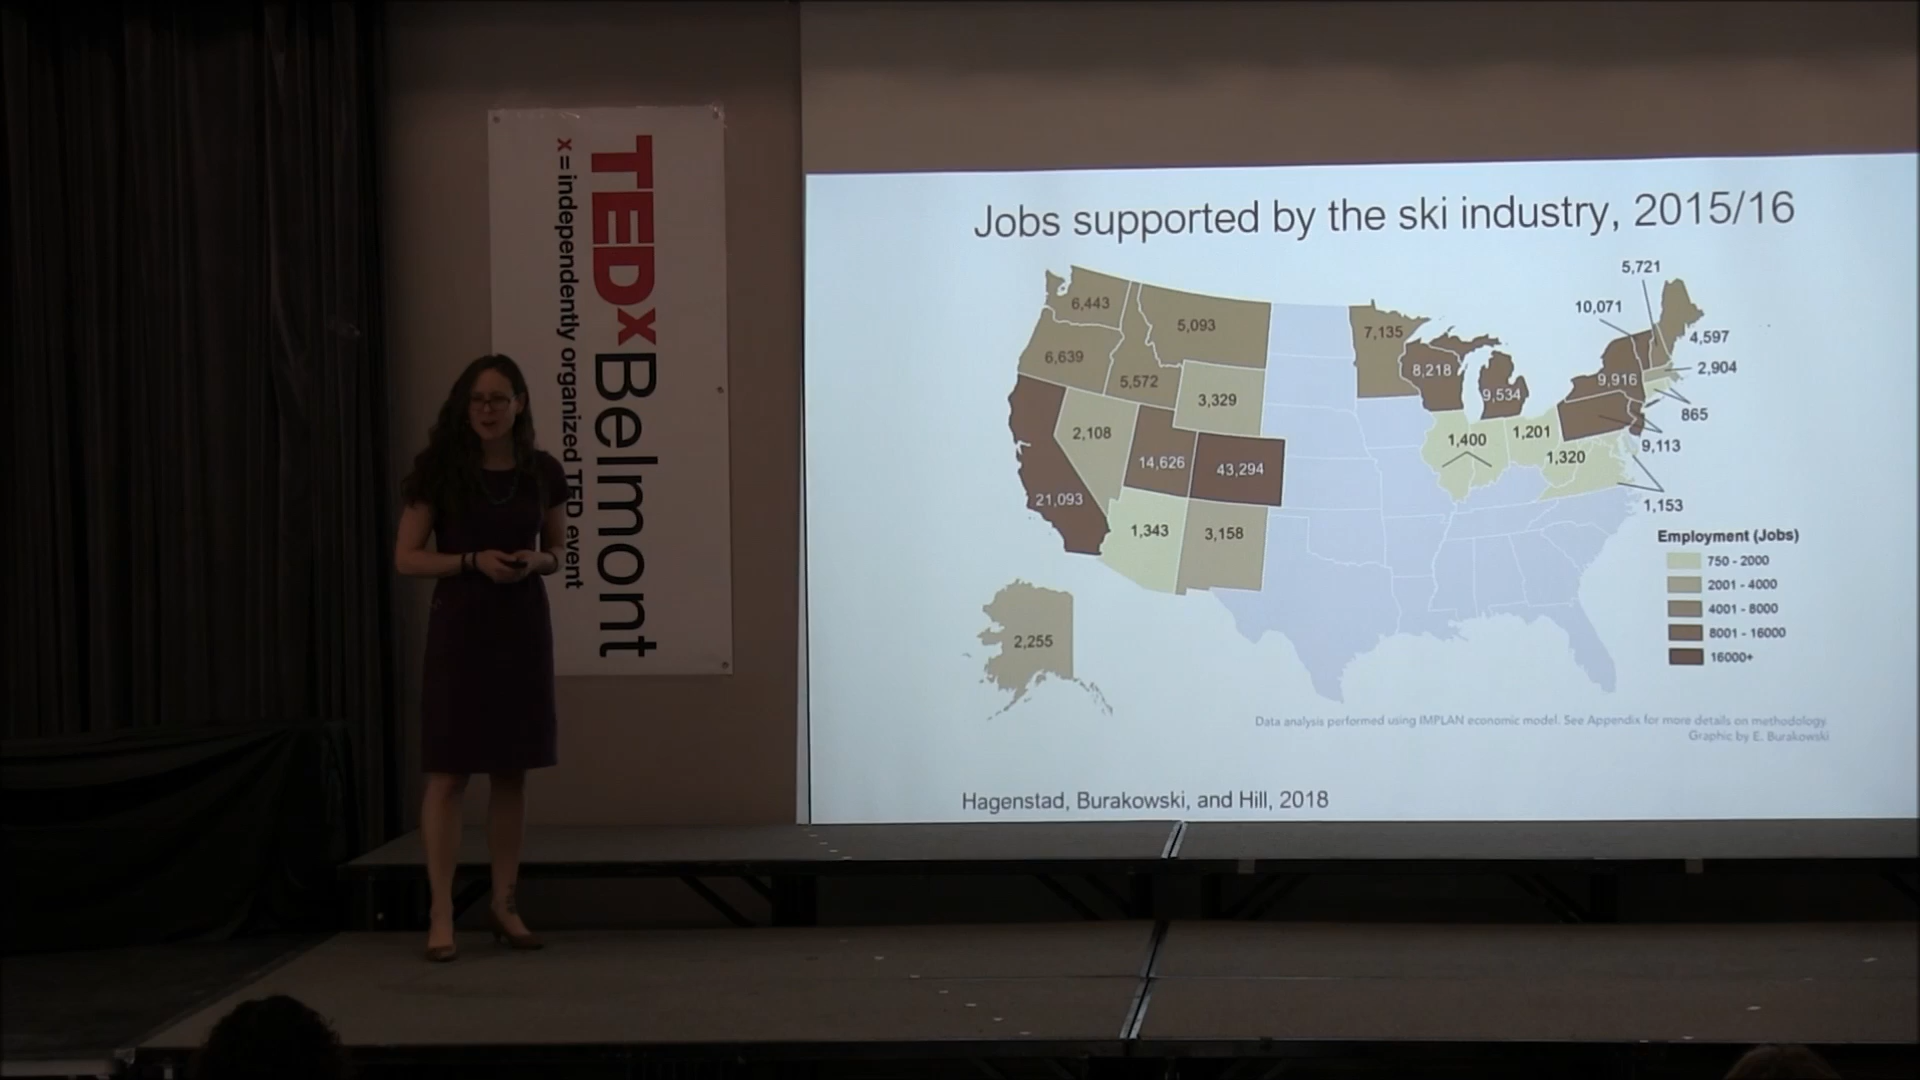 TEDxBelmont
x = independently organized TED event
Jobs supported by the ski industry, 2015/16
5,721
10,071
6,443
5,093
7,135
4,597
6,639
2,904
8,218
5,572
9,916
9,534
3,329
865
2,108
1,400
1,201
9,113
1,320
14,626
43,294
21,093
1,153
1,343
3,158
Employment (Jobs)
750 - 2000
2001 - 4000
4001 - 8000
8001 - 16000
16000+
2,255
Data analysis performed using IMPLAN economic model. See Appendix for more details on methodology.
Graphic by E. Burakowski
Hagenstad, Burakowski, and Hill, 2018